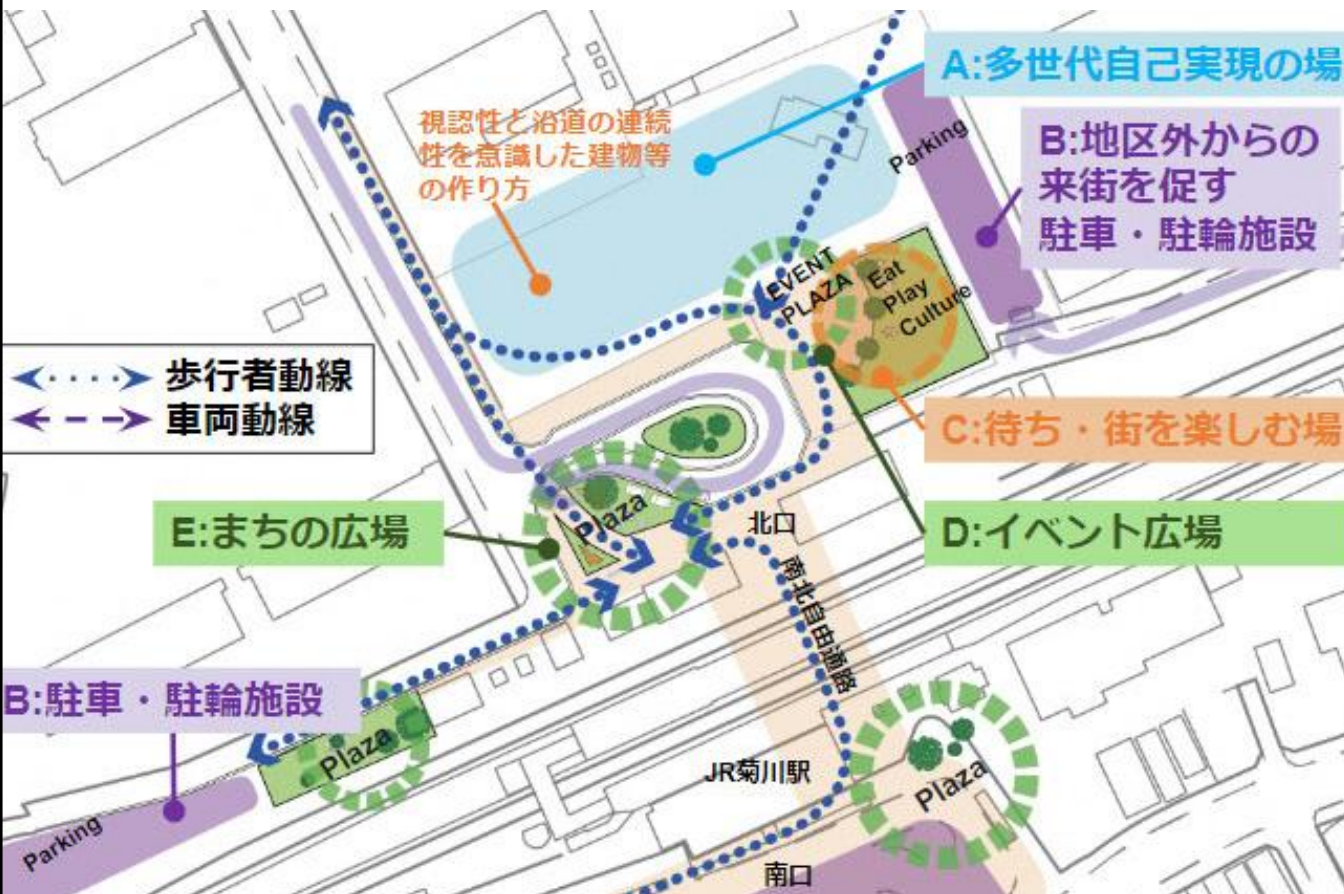 A:多世代自己実現の場
視認性と沿道の連続
性を意識した建物等
の作り方
Parking
B:地区外からの
来街を促す
駐車・駐輪施設
EVENT
PLAZA
Eat
Play
Culture
歩行者動線
車両動線
C:待ち・街を楽しむ場
Plaza
北口
E:まちの広場
D:イベント広場
南北自由通路
B:駐車・駐輪施設
Plaza
JR菊川駅
Plaza
Parking
南口